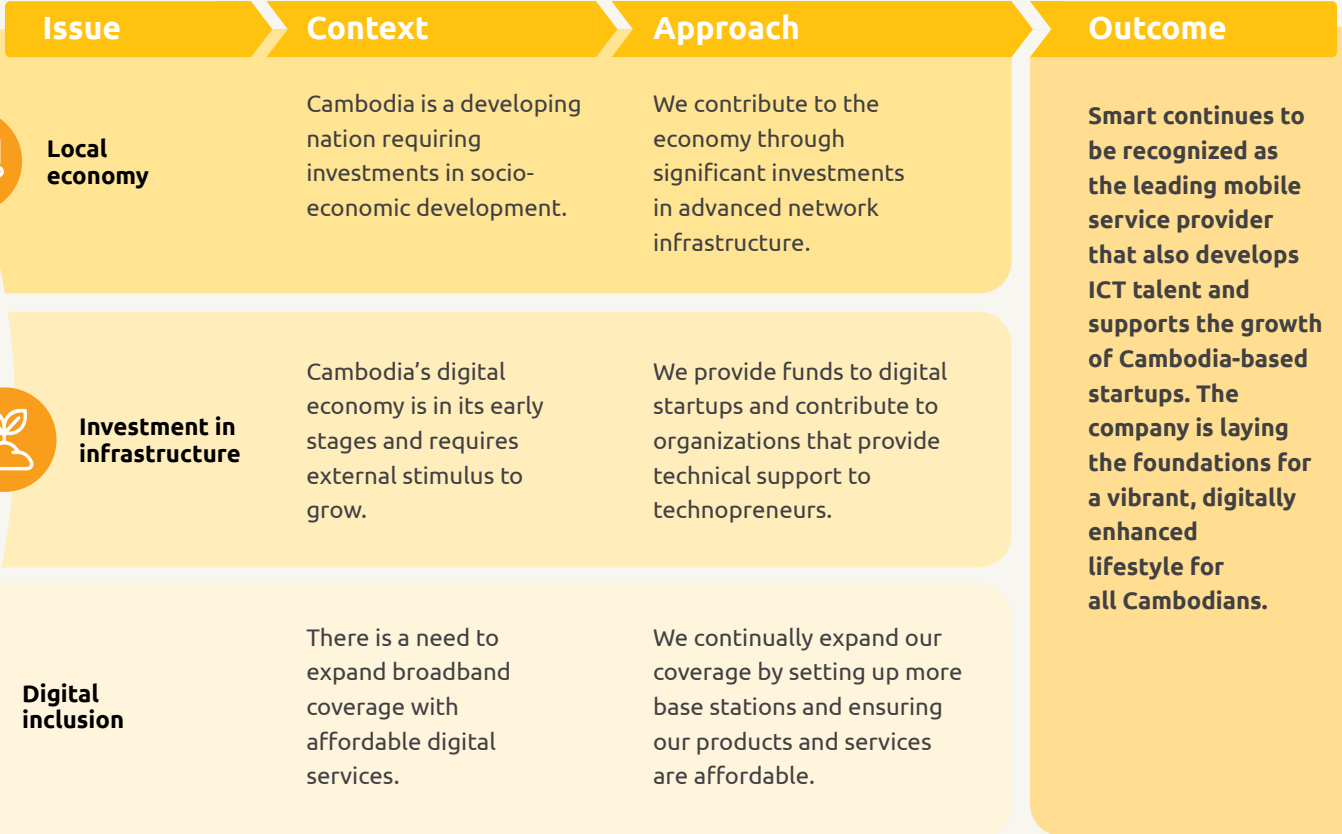 Issue
Context
Approach
Outcome
Local
economy
Cambodia is a developing
nation requiring
investments in socio-
economic development.
We contribute to the
economy through
significant investments
in advanced network
infrastructure.
Investment in
infrastructure
Cambodia’s digital
economy is in its early
stages and requires
external stimulus to
grow.
We provide funds to digital
startups and contribute to
organizations that provide
technical support to
technopreneurs.
Digital
inclusion
There is a need to
expand broadband
coverage with
affordable digital
services.
We continually expand our
coverage by setting up more
base stations and ensuring
our products and services
are affordable.
Smart continues to
be recognized as
the leading mobile
service provider
that also develops
ICT talent and
supports the growth
of Cambodia-based
startups. The
company is laying
the foundations for
a vibrant, digitally
enhanced
lifestyle for
all Cambodians.